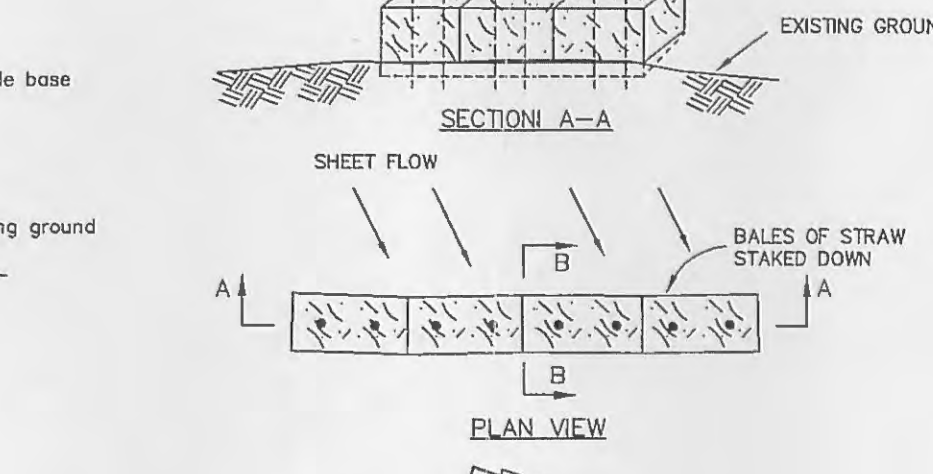 EXISTING GROUN
le base
SECTION A-A
SHEET FLOW
ng ground
BALES OF STRAW
STAKED DOWN
B
A
A
B
PLAN VIEW